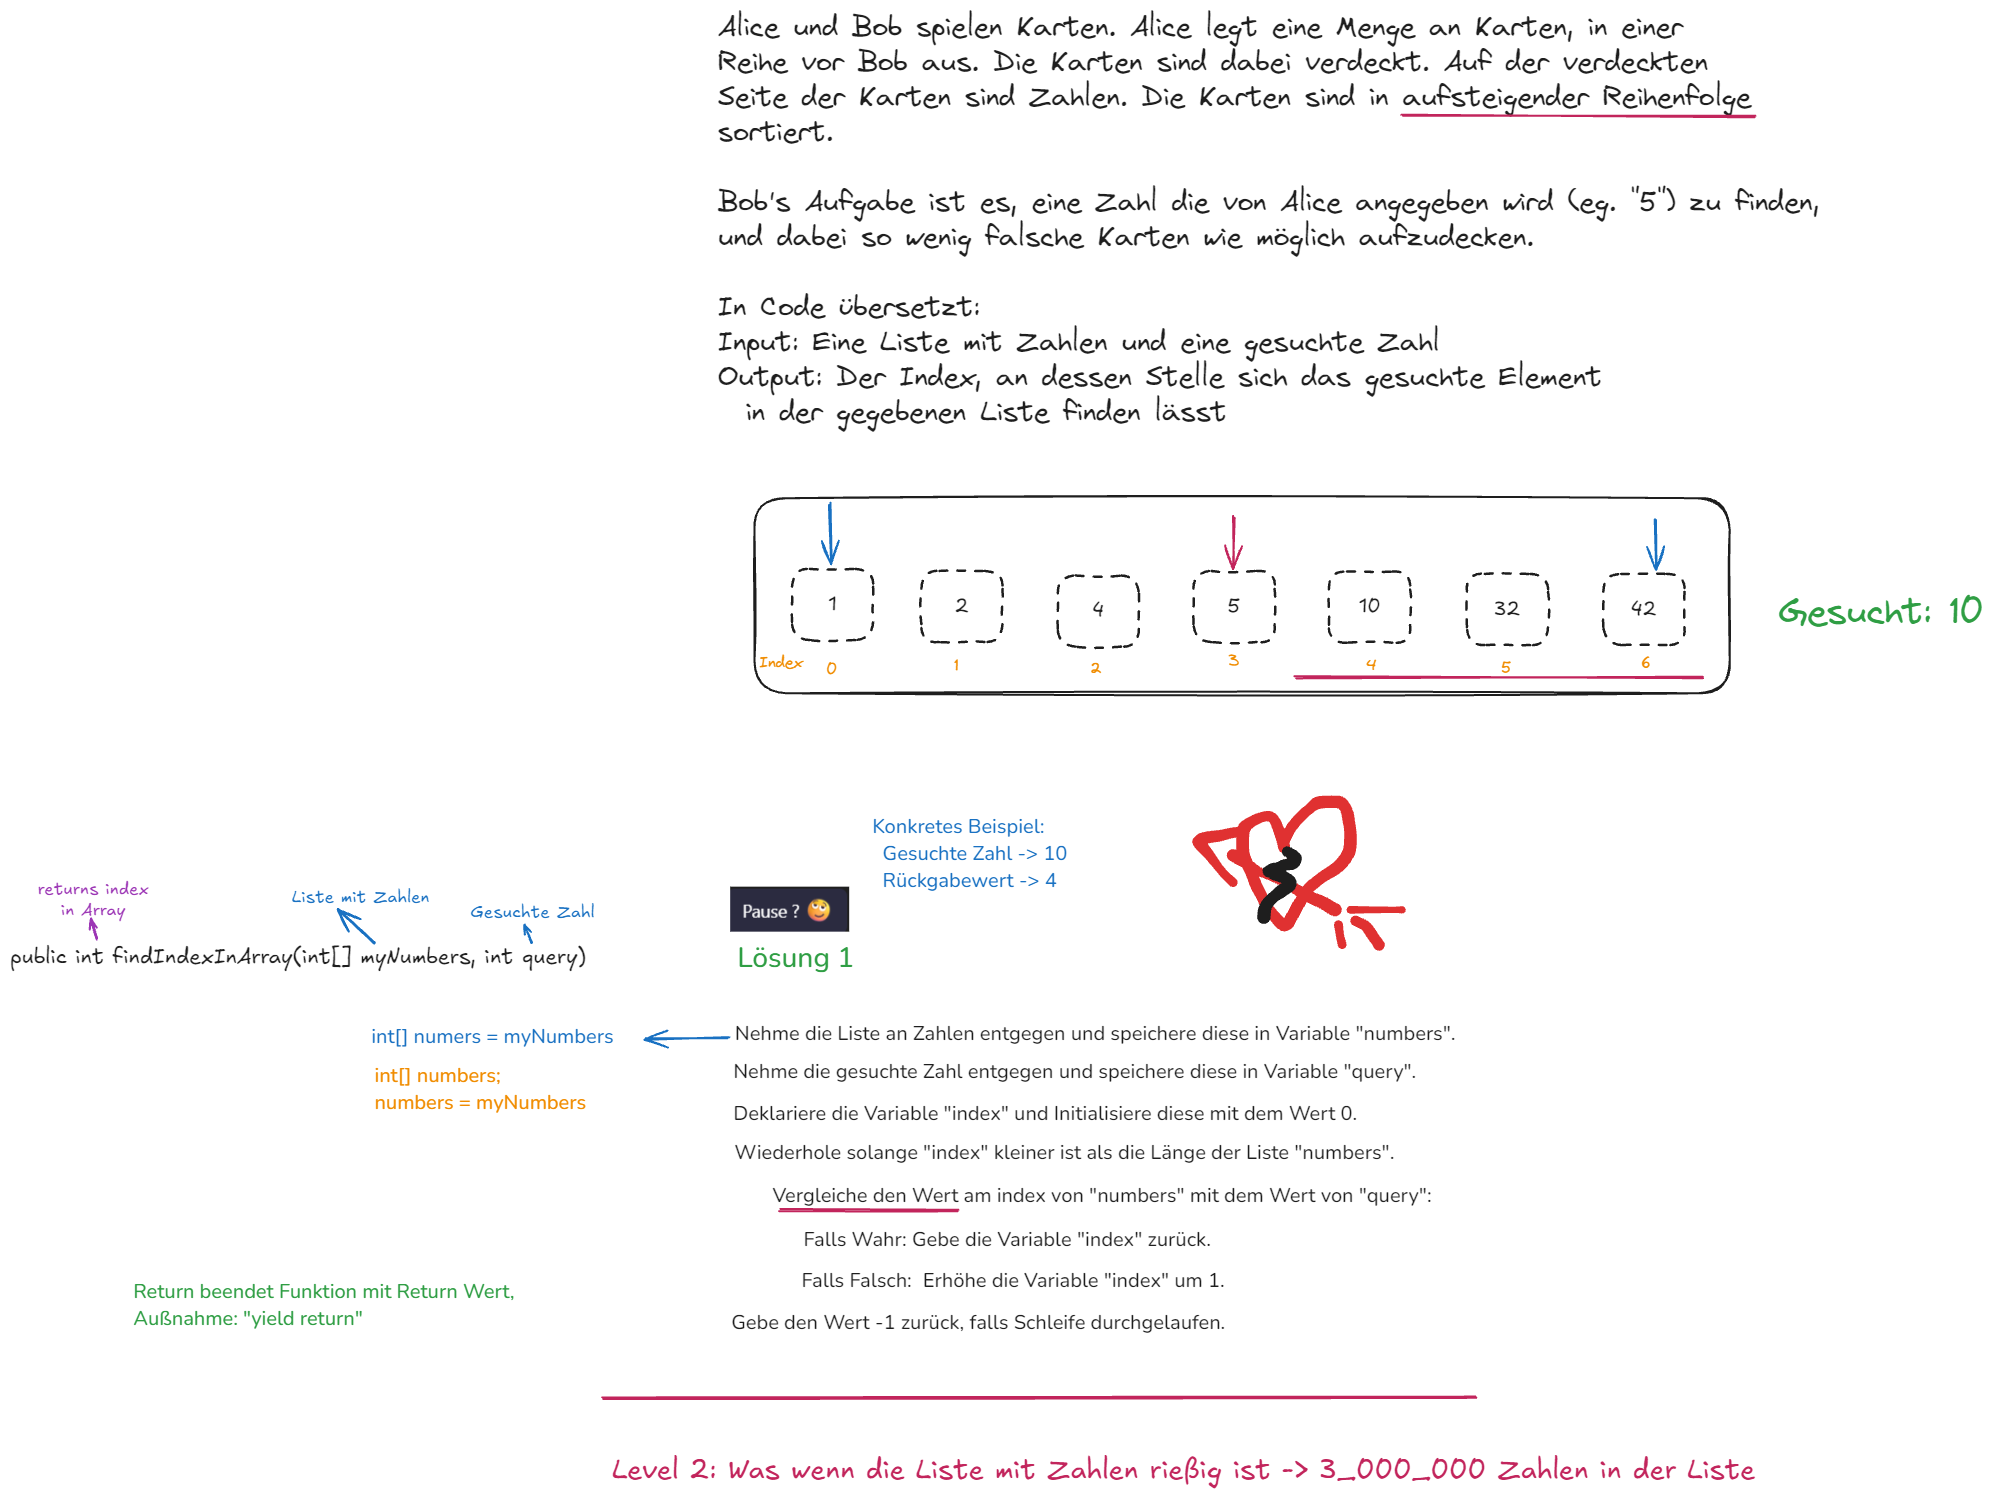 Alice und Bob spielen Karten. Alice legt eine Menge an Karten, in einer
Reihe vor Bob aus. Die Karten sind dabei verdeckt. Auf der verdeckten
Seite der Karten sind Zahlen. Die Karten sind in aufsteigender Reihenfolge
sortiert.
Bob's Aufgabe ist es, eine Zahl die von Alice angegeben wird (eg. "5") zu finden,
und dabei so wenig falsche Karten wie möglich aufzudecken.
In Code übersetzt:
Input: Eine Liste mit Zahlen und eine gesuchte Zahl
Output: Der Index, an dessen Stelle sich das gesuchte Element
in der gegebenen Liste finden lässt
1 2 4 5 10 32 42
Index 0 1 2 3 4 5 6
Gesucht: 10
Konkretes Beispiel:
Gesuchte Zahl -> 10
Rückgabewert -> 4
returns index
in Array
Liste mit Zahlen
Gesuchte Zahl
public int findIndexInArray(int[] myNumbers, int query)
Pause ? 🙄
Lösung 1
int[] numers = myNumbers
int[] numbers;
numbers = myNumbers
Nehme die Liste an Zahlen entgegen und speichere diese in Variable "numbers".
Nehme die gesuchte Zahl entgegen und speichere diese in Variable "query".
Deklariere die Variable "index" und Initialisiere diese mit dem Wert 0.
Wiederhole solange "index" kleiner ist als die Länge der Liste "numbers".
Vergleiche den Wert am index von "numbers" mit dem Wert von "query":
Falls Wahr: Gebe die Variable "index" zurück.
Falls Falsch: Erhöhe die Variable "index" um 1.
Gebe den Wert -1 zurück, falls Schleife durchgelaufen.
Return beendet Funktion mit Return Wert,
Außnahme: "yield return"
Level 2: Was wenn die Liste mit Zahlen rießig ist -> 3_000_000 Zahlen in der Liste